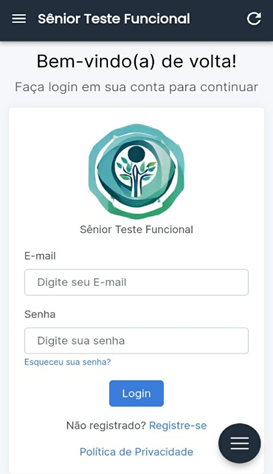 Sênior Teste Funcional
Bem-vindo(a) de volta!
Faça login em sua conta para continuar
Sênior Teste Funcional
E-mail
Digite seu E-mail
Senha
Digite sua senha
Esqueceu sua senha?
Login
Não registrado? Registre-se
Política de Privacidade